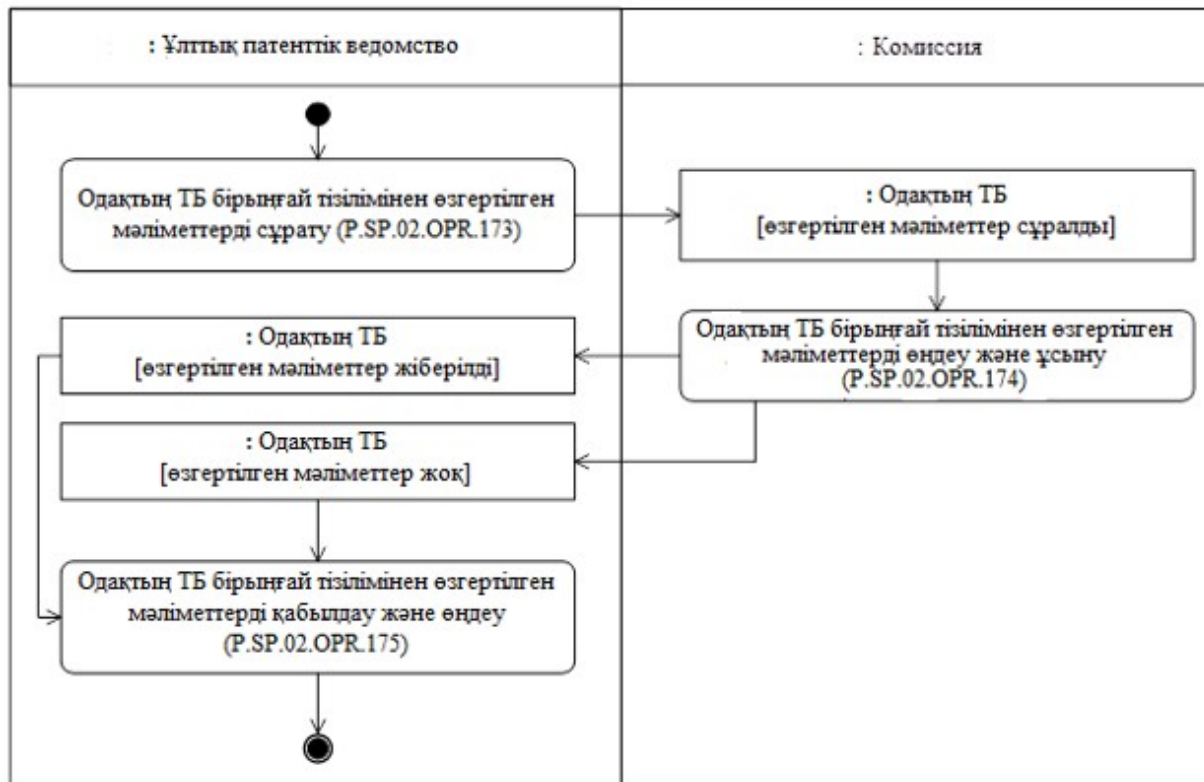 : Ұлттық патенттік ведомство
: Комиссия
Одақтың ТБ бірыңғай тізілімінен өзгертілген
мәліметтерді сұрату (P.SP.02.OPR.173)
: Одақтың ТБ
[өзгертілген мәліметтер сұралды]
Одақтың ТБ бірыңғай тізілімінен өзгертілген
мәліметтерді өңдеу және ұсыну
(P.SP.02.OPR.174)
: Одақтың ТБ
[өзгертілген мәліметтер жіберілді]
: Одақтың ТБ
[өзгертілген мәліметтер жоқ]
Одақтың ТБ бірыңғай тізілімінен өзгертілген
мәліметтерді қабылдау және өңдеу
(P.SP.02.OPR.175)